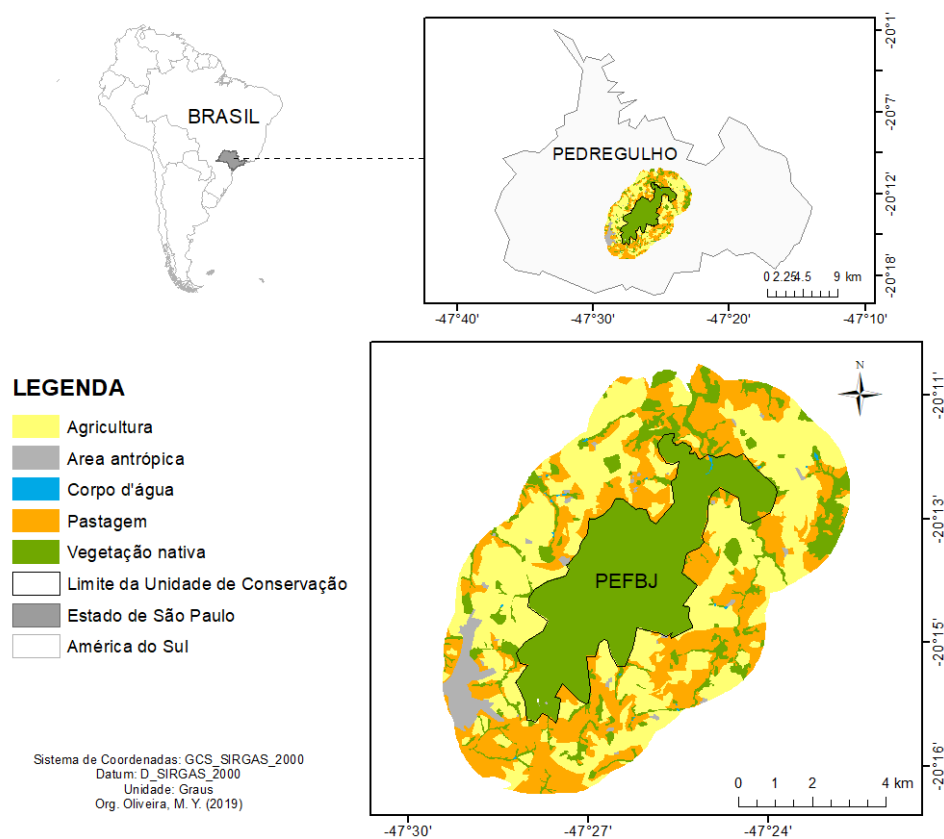 BRASIL
PEDREGULHO
0 2.25 4.5 9 km
-20°1'
-20°7'
-20°12'
-20°18'
-47°40' -47°30' -47°20' -47°10'
LEGENDA
Agricultura
Area antrópica
Corpo d'água
Pastagem
Vegetação nativa
Limite da Unidade de Conservação
Estado de São Paulo
América do Sul
Sistema de Coordenadas: GCS_SIRGAS_2000
Datum: D_SIRGAS_2000
Unidade: Graus
Org. Oliveira, M. Y. (2019)
N
PEFBJ
-20°11'
-20°13'
-20°15'
-20°16'
0 1 2 4 km
-47°30' -47°27' -47°24'